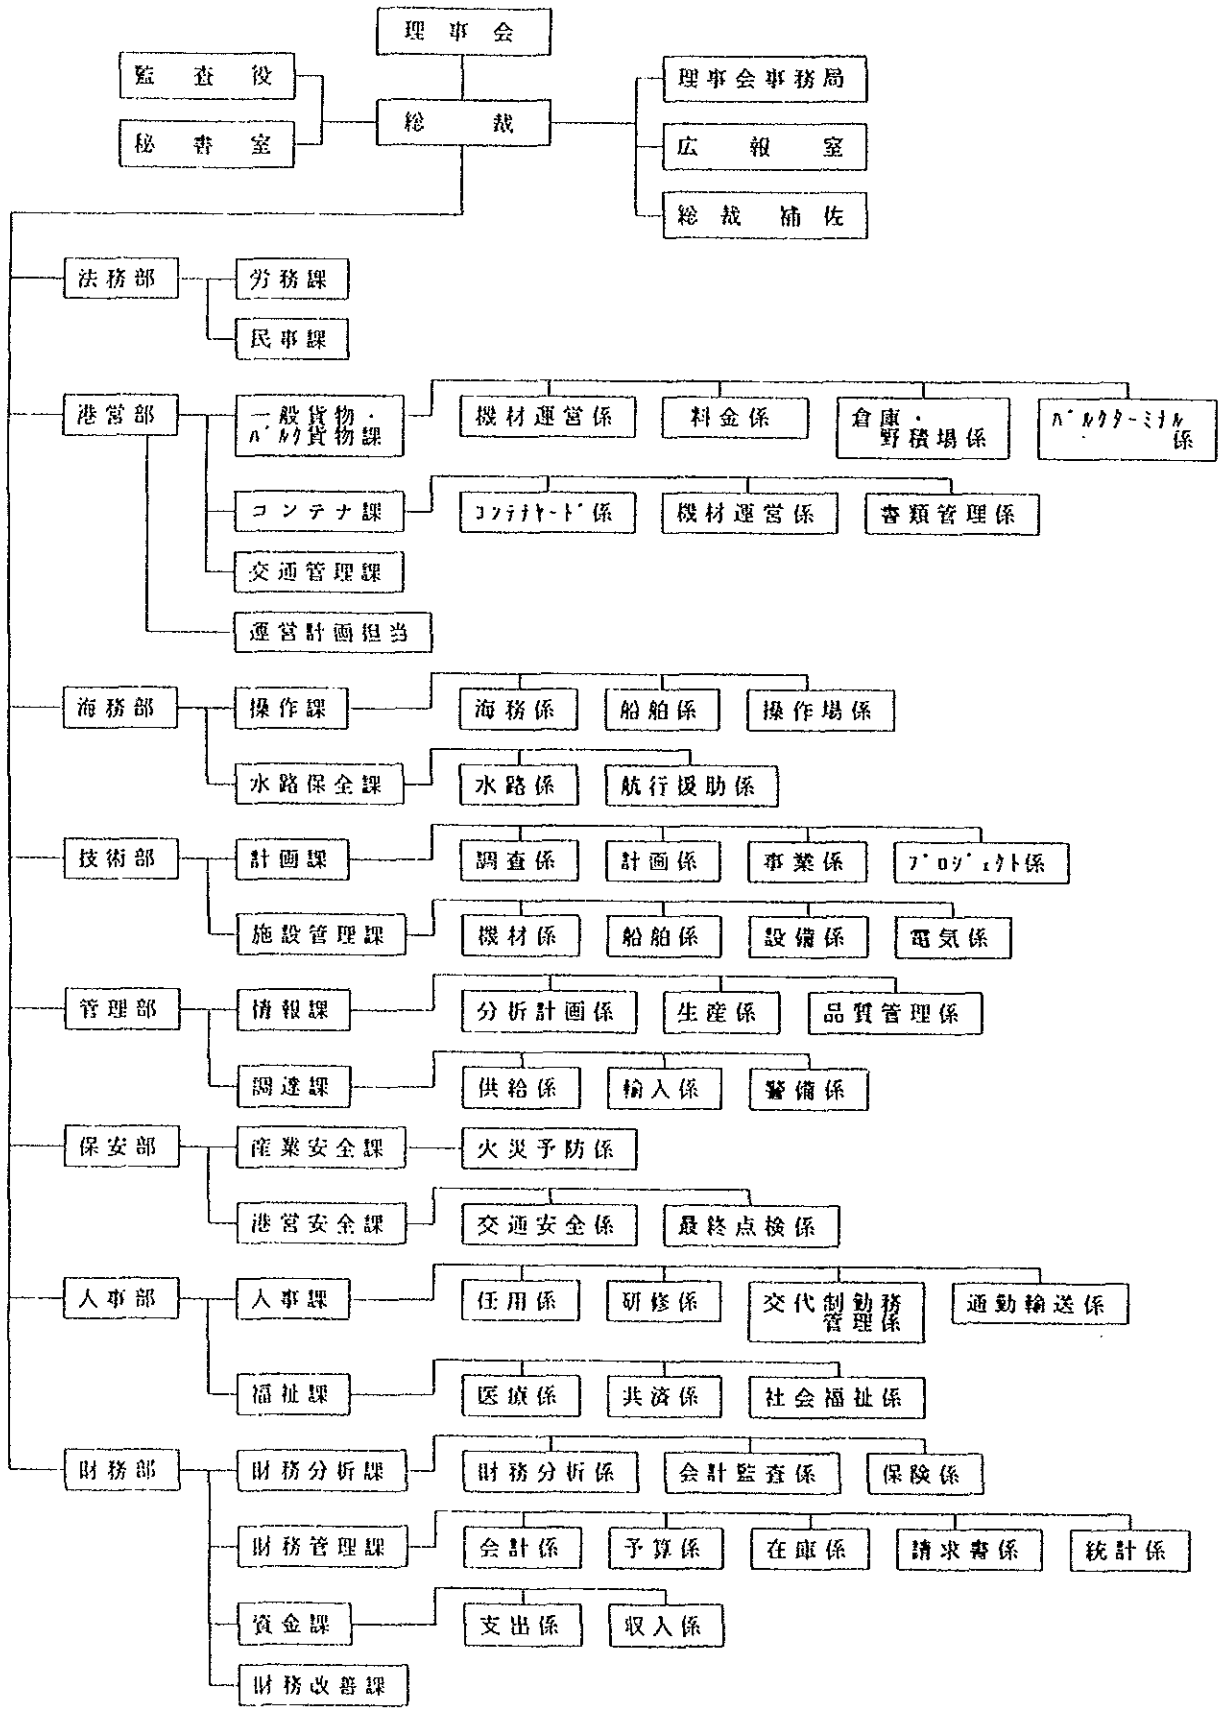 理事会
監査役
理事会事務局
総裁
秘書室
広報室
総裁補佐
法務部
労務課
民事課
港営部
一般貨物・
バルク貨物課
機材運営係
料金係
倉庫・
野積場係
バルクターミナル
係
コンテナ課
コンテナヤード係
機材運営係
書類管理係
交通管理課
運営計画担当
海務部
操作課
海務係
船舶係
操作場係
水路保全課
水路係
航行援助係
技術部
計画課
調査係
計画係
事業係
プロジェクト係
施設管理課
機材係
船舶係
設備係
電気係
管理部
情報課
分析計画係
生産係
品質管理係
調達課
供給係
輸入係
警備係
保安部
産業安全課
火災予防係
港営安全課
交通安全係
最終点検係
人事部
人事課
任用係
研修係
交代制勤務
管理係
通勤輸送係
福祉課
医療係
共済係
社会福祉係
財務部
財務分析課
財務分析係
会計監査係
保険係
財務管理課
会計係
予算係
在庫係
請求書係
統計係
資金課
支出係
収入係
財務改善課